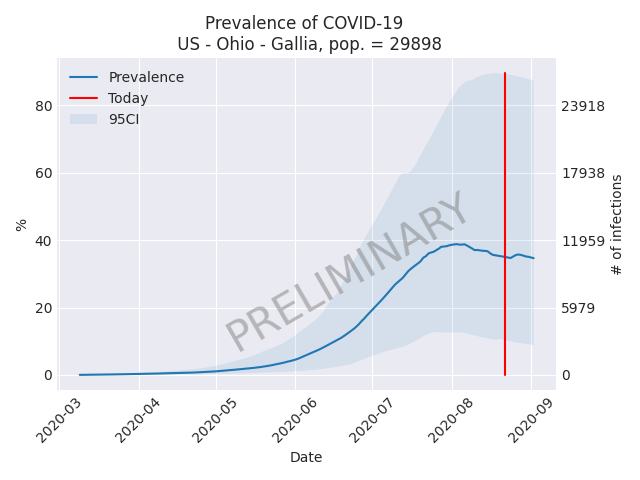 Prevalence of COVID-19
US - Ohio - Gallia, pop. = 29898
Prevalence
Today
95CI
80
60
40
20
0
%
23918
17938
11959
5979
0
# of infections
PRELIMINARY
2020-03
2020-04
2020-05
2020-06
2020-07
2020-08
2020-09
Date